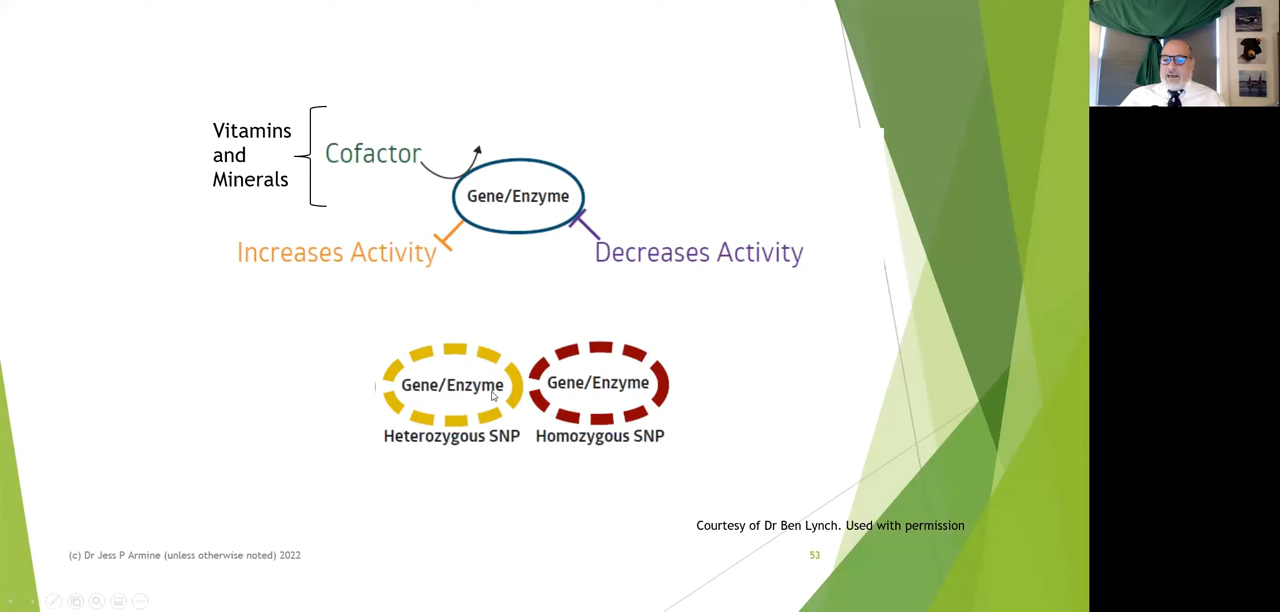 Vitamins
and
Minerals
Cofactor
Gene/Enzyme
Increases Activity
Decreases Activity
Gene/Enzyme
Gene/Enzyme
Heterozygous SNP
Homozygous SNP
Courtesy of Dr Ben Lynch. Used with permission
(c) Dr Jess P Armine (unless otherwise noted) 2022
53